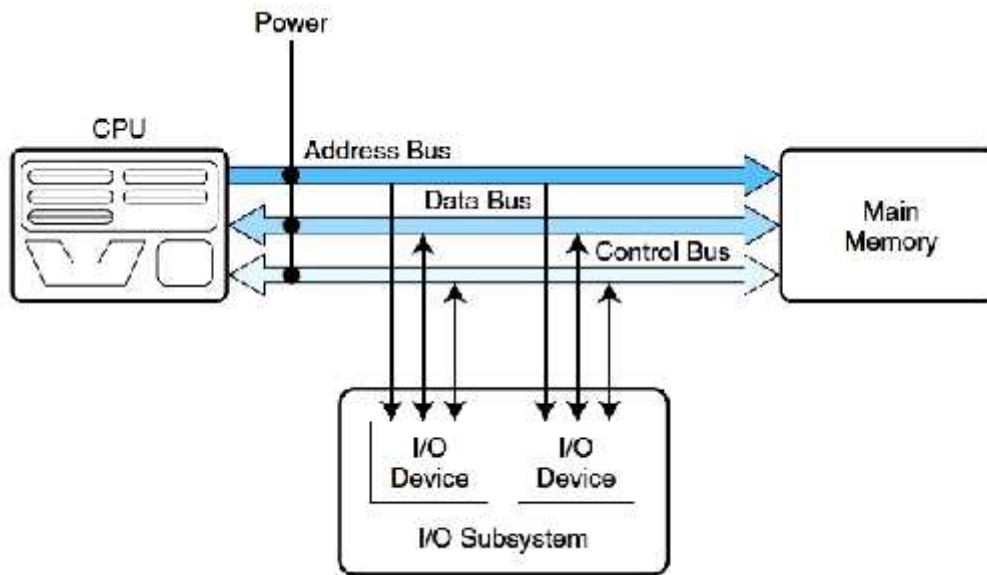 Power
CPU
Address Bus
Data Bus
Main
Memory
Control Bus
I/O
Device
I/O
Device
I/O Subsystem